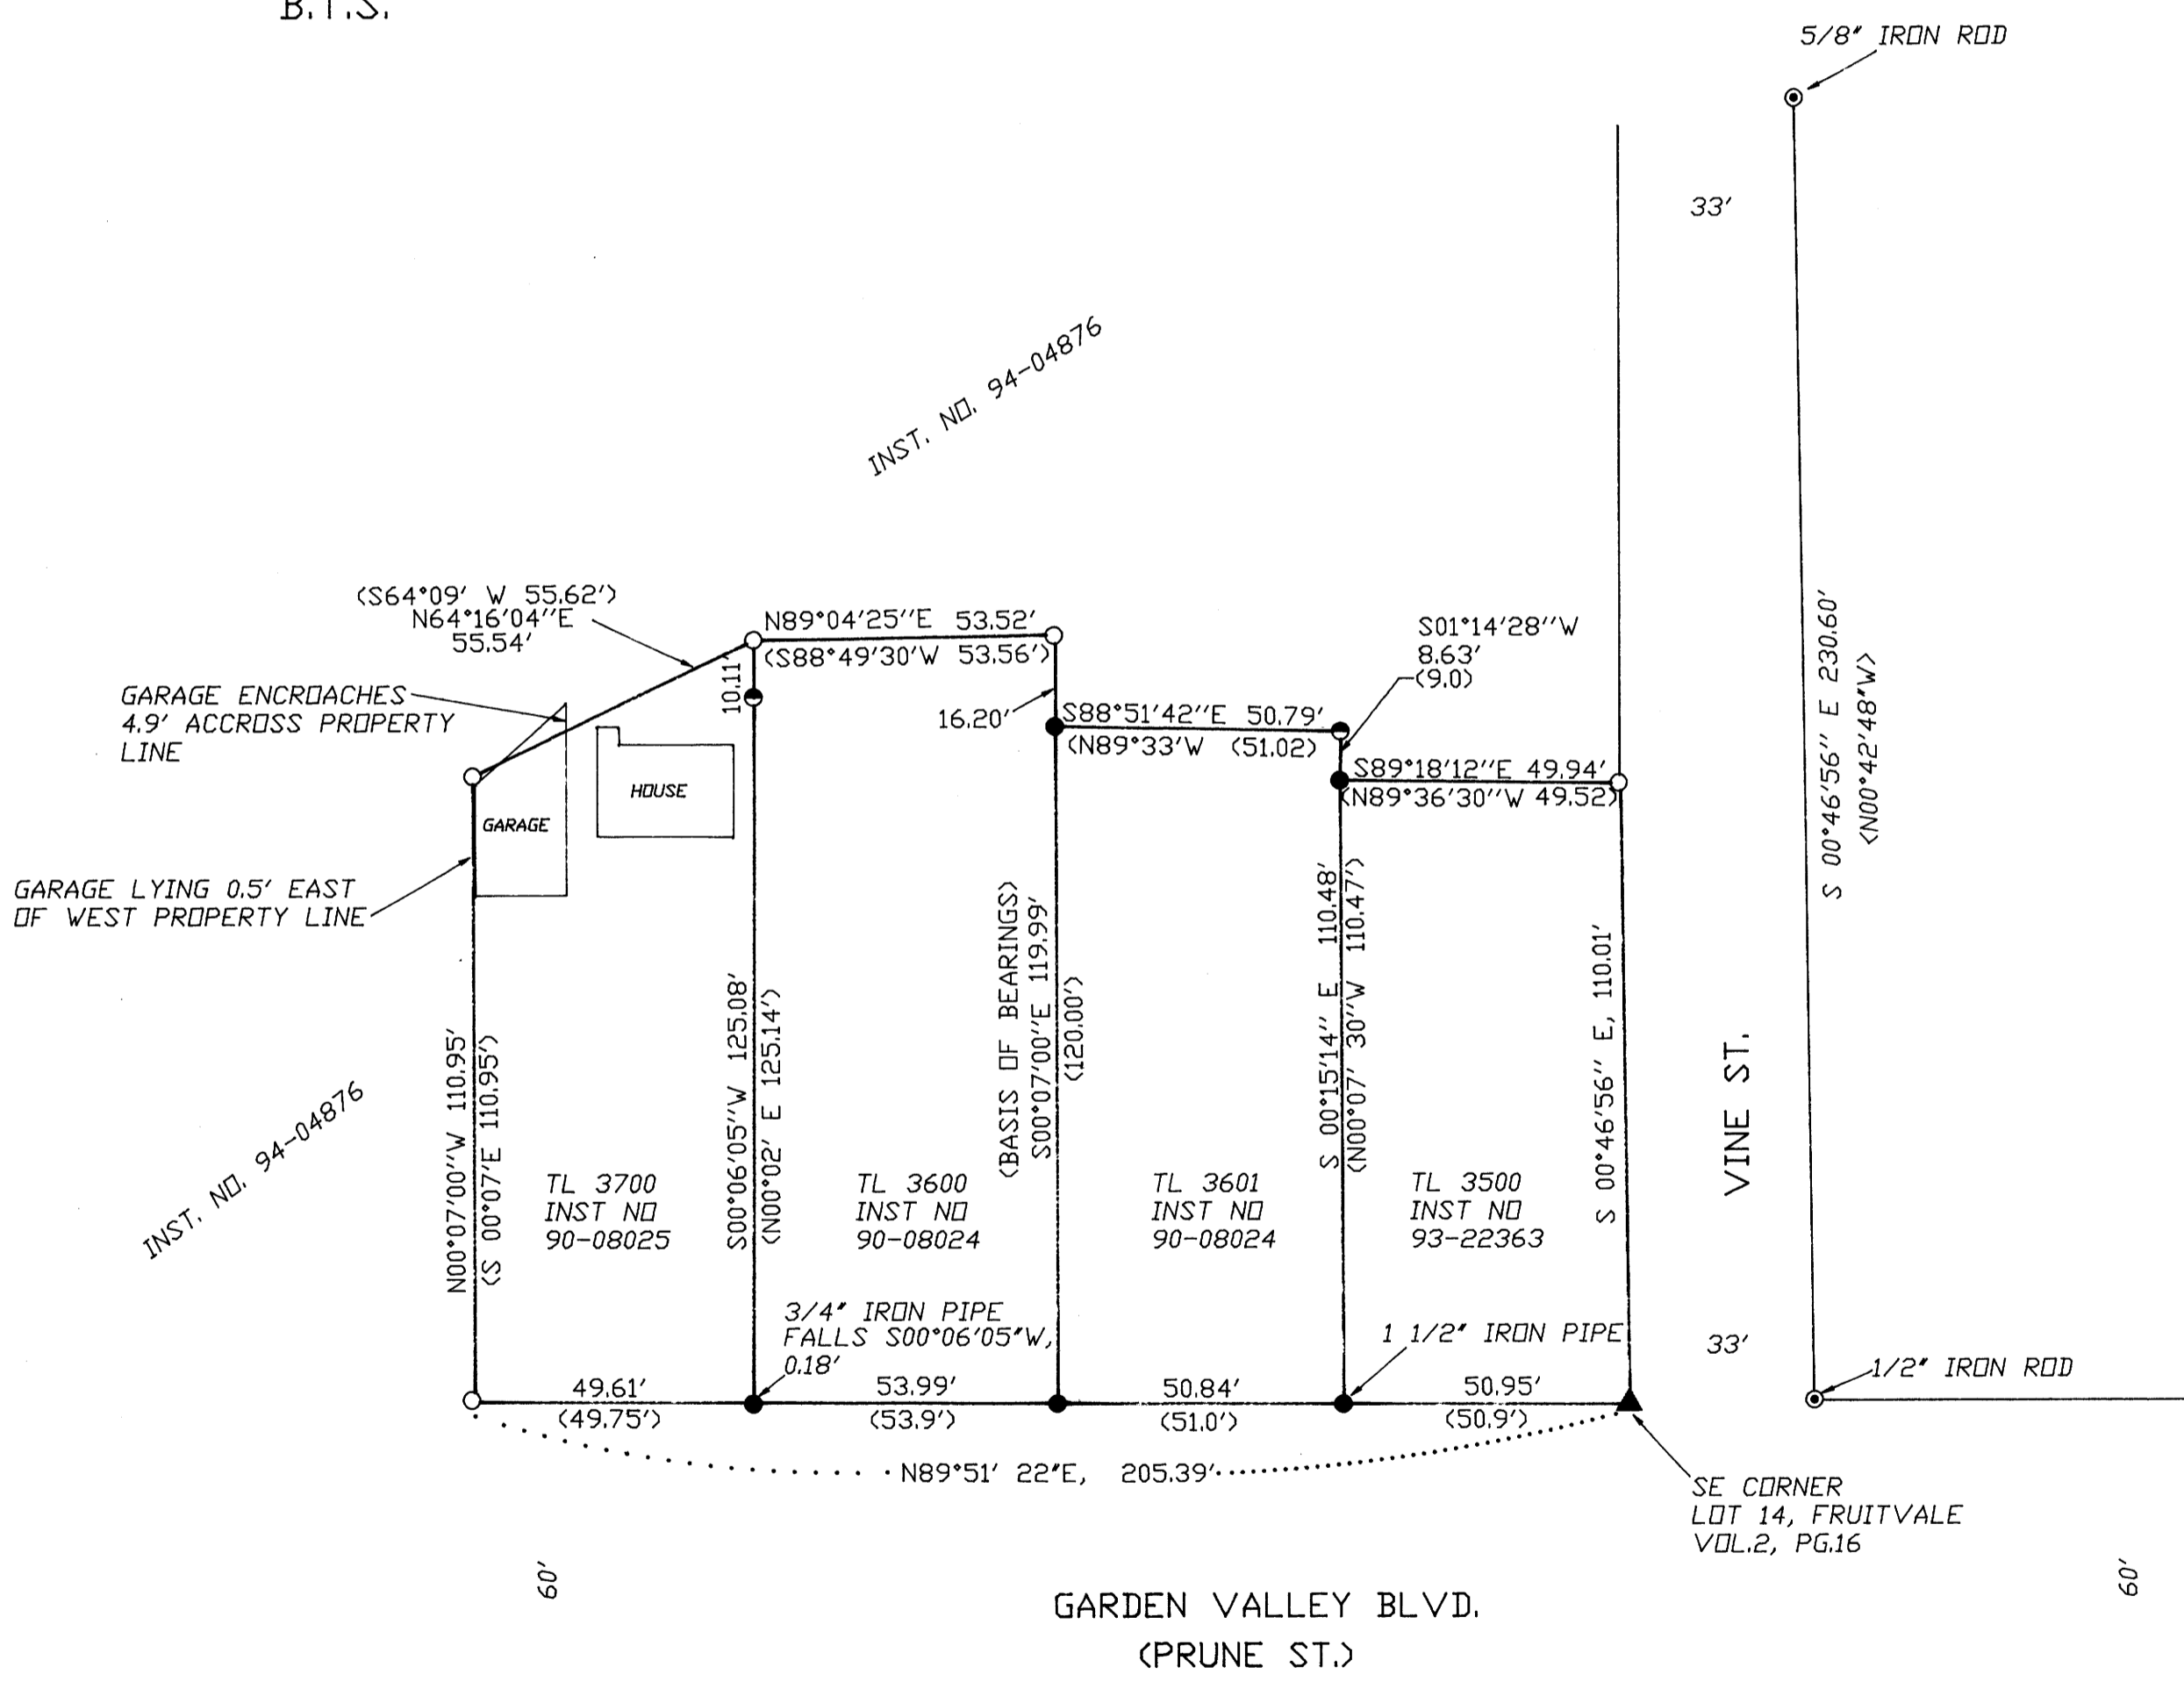 B.T.S.
5/8" IRON ROD
33'
INST. NO. 94-04876
(S64°09' W 55.62')
N64°16'04''E
55.54'
N89°04'25''E 53.52'
(S88°49'30''W 53.56')
10.11'
S01°14'28''W
8.63'
(9.0)
GARAGE ENCROACHES
4.9' ACCROSS PROPERTY
LINE
16.20'
S88°51'42''E 50.79'
(N89°33'W (51.02)
S89°18'12''E 49.94'
(N89°36'30''W 49.52)
HOUSE
GARAGE
GARAGE LYING 0.5' EAST
OF WEST PROPERTY LINE
S 00°46'56'' E 230.60'
(N00°42'48"W)
N00°07'00''W 110.95'
(S 00°07'E 110.95')
S00°06'05''W 125.08'
(N00°02' E 125.14')
(BASIS OF BEARINGS)
S00°07'00''E 119.99'
(120.00')
S 00°15'14'' E 110.48'
(N00°07' 30''W 110.47')
S 00°46'56'' E, 110.01'
VINE ST.
INST. NO. 94-04876
TL 3700
INST NO
90-08025
TL 3600
INST NO
90-08024
TL 3601
INST NO
90-08024
TL 3500
INST NO
93-22363
3/4" IRON PIPE
FALLS S00°06'05"W,
0.18'
1 1/2" IRON PIPE
33'
1/2" IRON ROD
49.61'
(49.75')
53.99'
(53.9')
50.84'
(51.0')
50.95'
(50.9')
N89°51' 22"E, 205.39'
SE CORNER
LOT 14, FRUITVALE
VOL.2, PG.16
60'
60'
GARDEN VALLEY BLVD.
(PRUNE ST.)